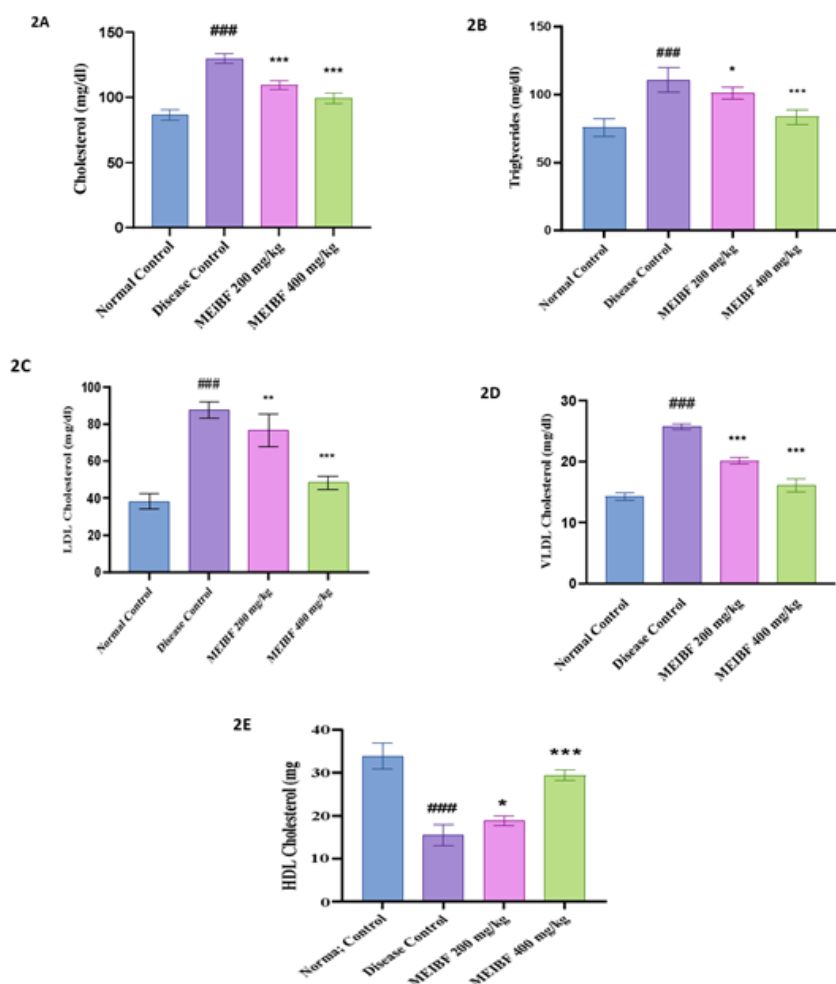 2A
Cholesterol (mg/dl)
150
100
50
0
###
***
***
Normal Control
Disease Control
MEIBF 200 mg/kg
MEIBF 400 mg/kg
2B
Triglycerides (mg/dl)
150
100
50
0
###
*
***
Normal Control
Disease Control
MEIBF 200 mg/kg
MEIBF 400 mg/kg
2C
LDL Cholesterol (mg/dl)
100
80
60
40
20
0
###
**
***
Normal Control
Disease Control
MEIBF 200 mg/kg
MEIBF 400 mg/kg
2D
VLDL Cholesterol (mg/dl)
30
20
10
0
###
***
***
Normal Control
Disease Control
MEIBF 200 mg/kg
MEIBF 400 mg/kg
2E
HDL Cholesterol (mg
40
30
20
10
0
###
*
***
Norma; Control
Disease Control
MEIBF 200 mg/kg
MEIBF 400 mg/kg